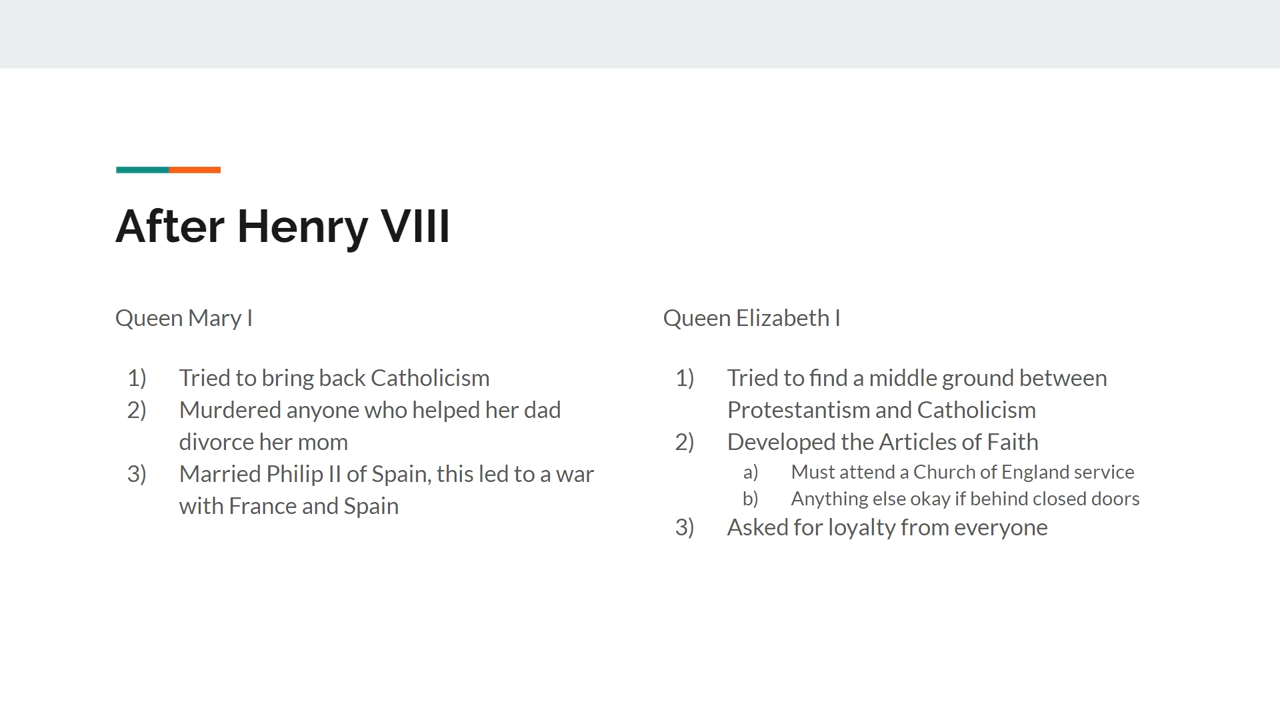 After Henry VIII
Queen Mary I
1) Tried to bring back Catholicism
2) Murdered anyone who helped her dad
divorce her mom
3) Married Philip II of Spain, this led to a war
with France and Spain
Queen Elizabeth I
1) Tried to find a middle ground between
Protestantism and Catholicism
2) Developed the Articles of Faith
a) Must attend a Church of England service
b) Anything else okay if behind closed doors
3) Asked for loyalty from everyone